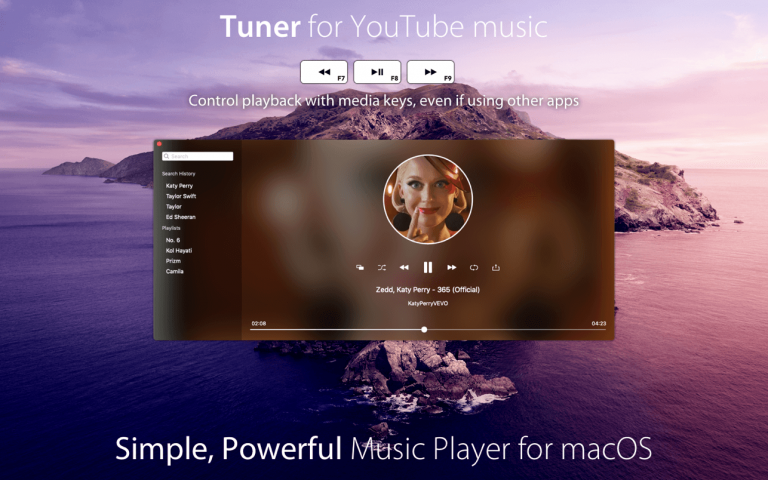 Tuner for YouTube music
F7
F8
F9
Control playback with media keys, even if using other apps
Search
Search History
Katy Perry
Taylor Swift
Taylor
Ed Sheeran
Playlists
No. 6
Kol Hayati
Prizm
Camila
Zedd, Katy Perry - 365 (Official)
KatyPerryVEVO
02:08
04:23
Simple, Powerful Music Player for macOS